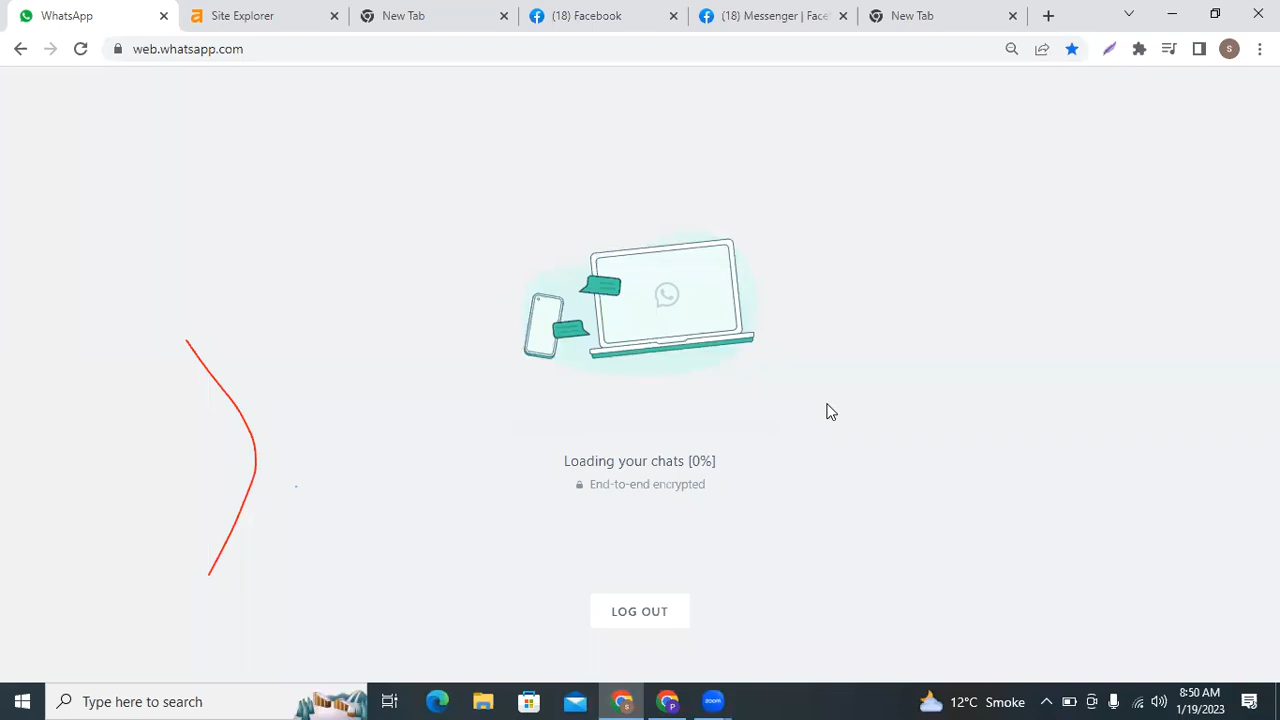 WhatsApp
Site Explorer
New Tab
(18) Facebook
(18) Messenger | Face
New Tab
web.whatsapp.com
s
Loading your chats [0%]
End-to-end encrypted
LOG OUT
Type here to search
S
P
zoom
12°C Smoke
8:50 AM
1/19/2023